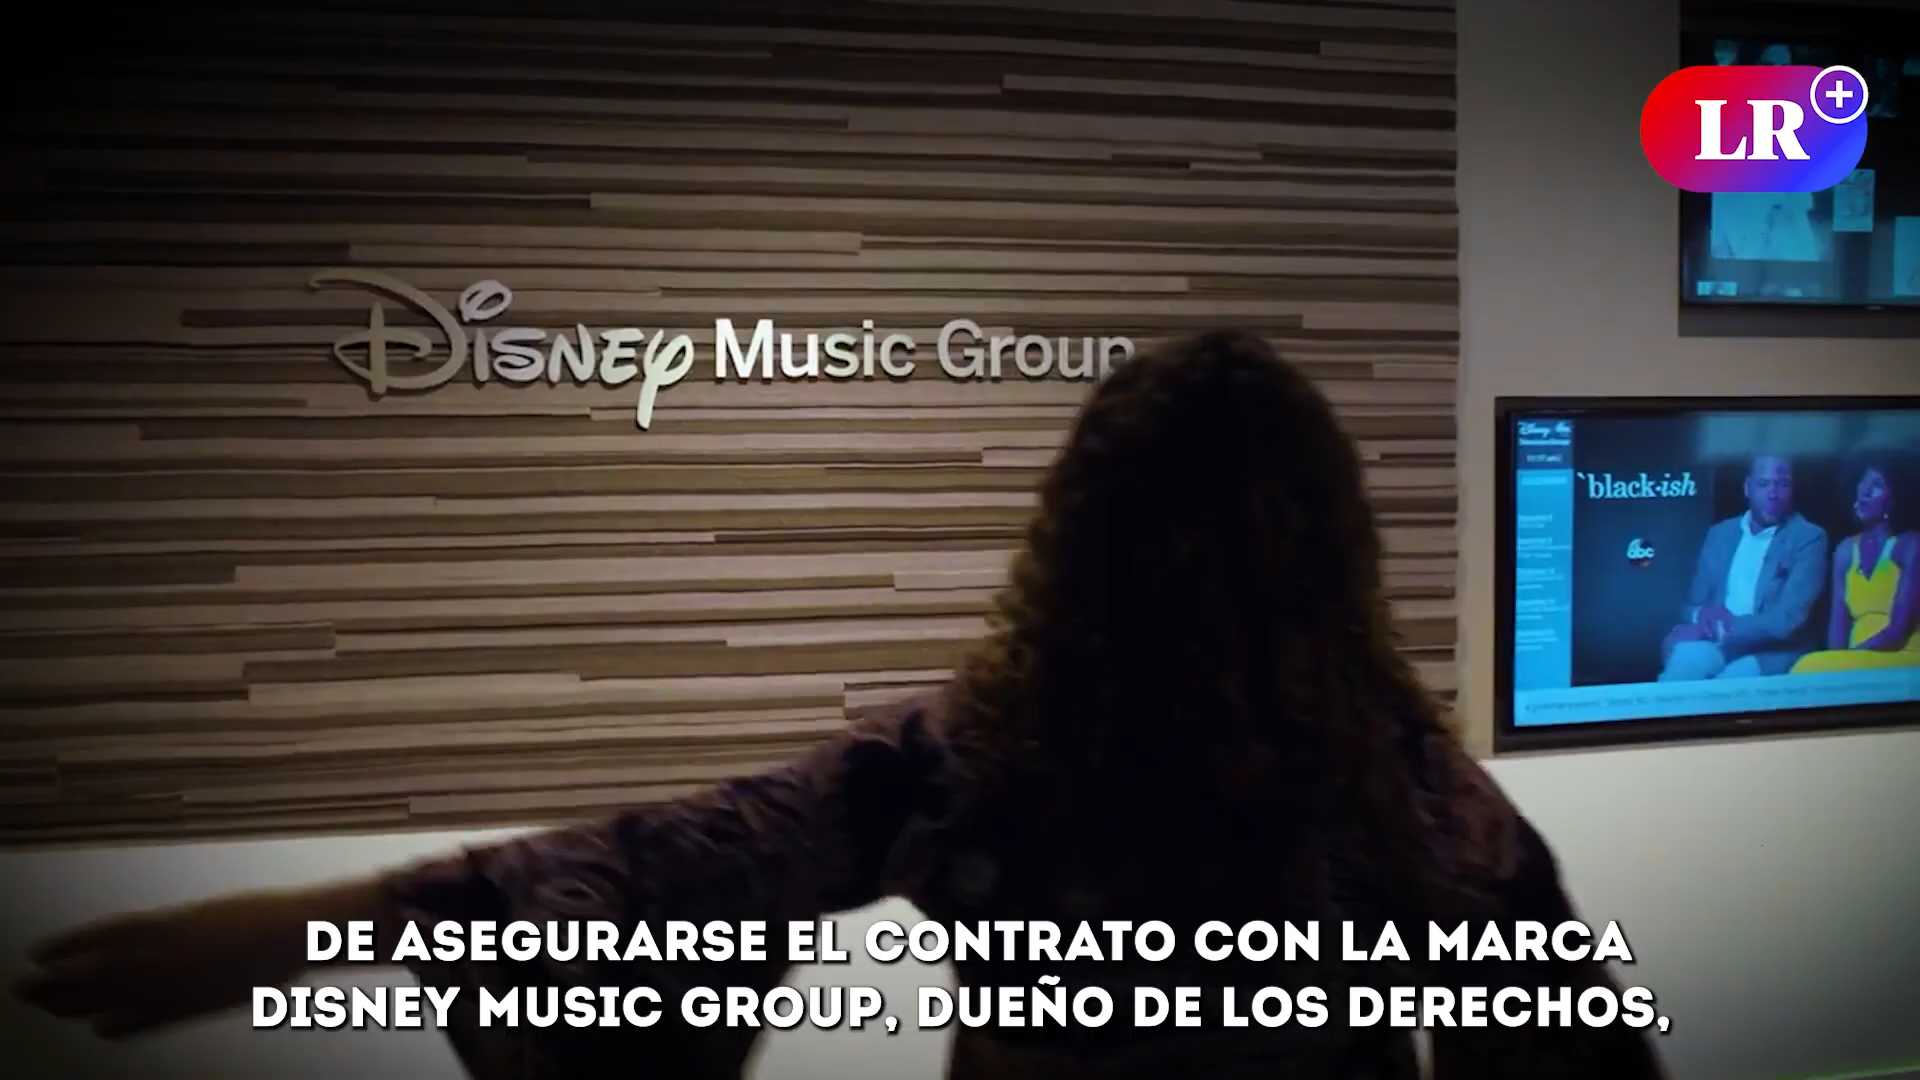 LR+
Disney Music Group
`black-ish
abc
DE ASEGURARSE EL CONTRATO CON LA MARCA
DISNEY MUSIC GROUP, DUEÑO DE LOS DERECHOS,